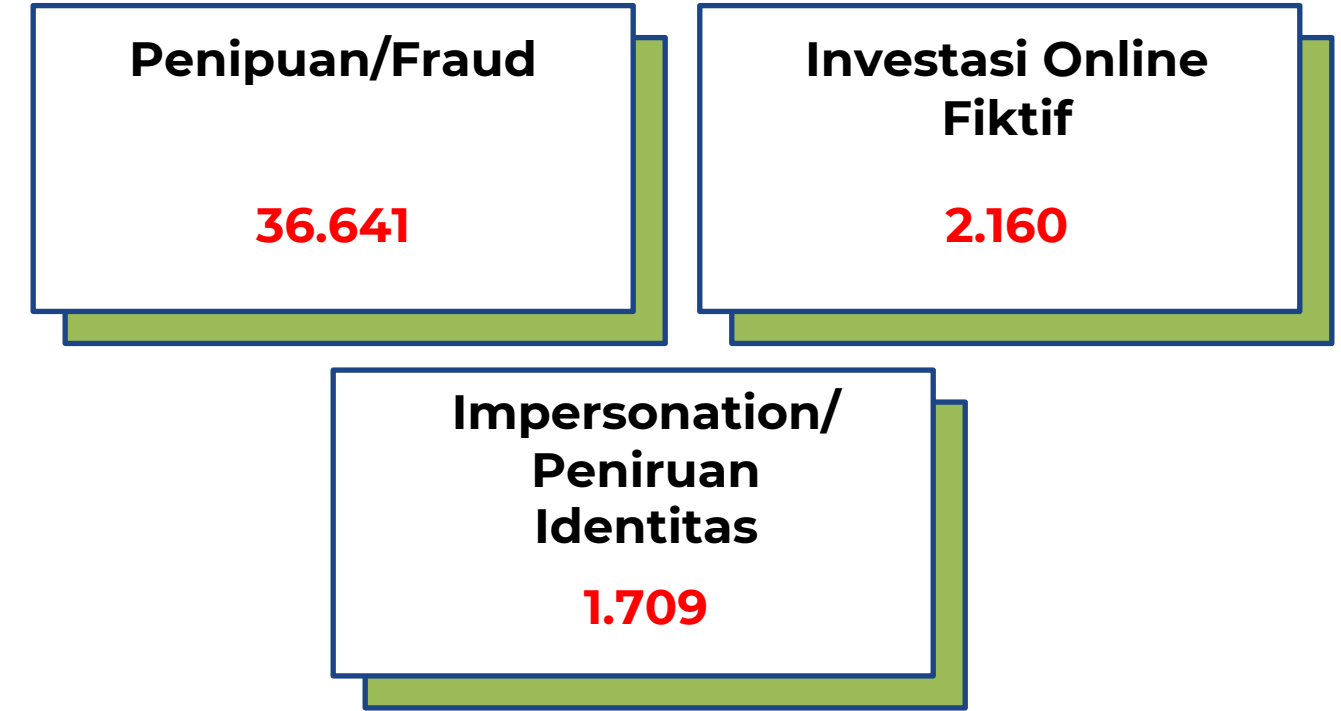 Penipuan/Fraud
36.641
Investasi Online
Fiktif
2.160
Impersonation/
Peniruan
Identitas
1.709